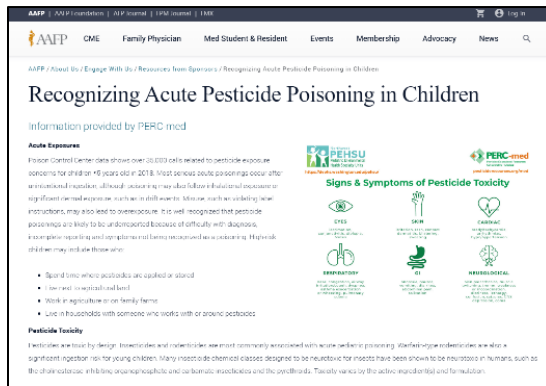 AAFP | AAFP Foundation | AFP Journal | FPM Journal | Log In
AAFP CME Family Physician Med Student & Resident Events Membership Advocacy News
AAFP / About Us / Engage With Us / Resources from Sponsors / Recognizing Acute Pesticide Poisoning in Children
Recognizing Acute Pesticide Poisoning in Children
Information provided by PERC-med
Acute Exposures
Poison Control Center data shows over 35,000 calls related to pesticide exposure
concerns for children <5 years old in 2018. Most serious acute poisonings occur after
unintentional ingestion, although poisoning may also follow inhalational exposure or
significant dermal exposure, such as in drift events. Misuse, such as violating label
instructions, may also lead to overexposure. It is well recognized that pesticide
poisonings are likely to be underreported because of difficulty with diagnosis,
incomplete reporting and symptoms not being recognized as a poisoning. High-risk
children may include those who:
Spend time where pesticides are applied or stored
Live next to agricultural land
Work in agriculture or on family farms
Live in households with someone who works with or around pesticides
PEHSU
PERC-med
Signs & Symptoms of Pesticide Toxicity
EYES SKIN CARDIAC
RESPIRATORY GI NEUROLOGICAL
Pesticide Toxicity
Pesticides are toxic by design. Insecticides and rodenticides are most commonly associated with acute pediatric poisoning. Warfarin-type rodenticides are also a
significant ingestion risk for young children. Many insecticide chemical classes designed to be neurotoxic for insects have been shown to be neurotoxic in humans, such as
the cholinesterase inhibiting organophosphate and carbamate insecticides and the pyrethroids. Toxicity varies by the active ingredient(s) and formulation.